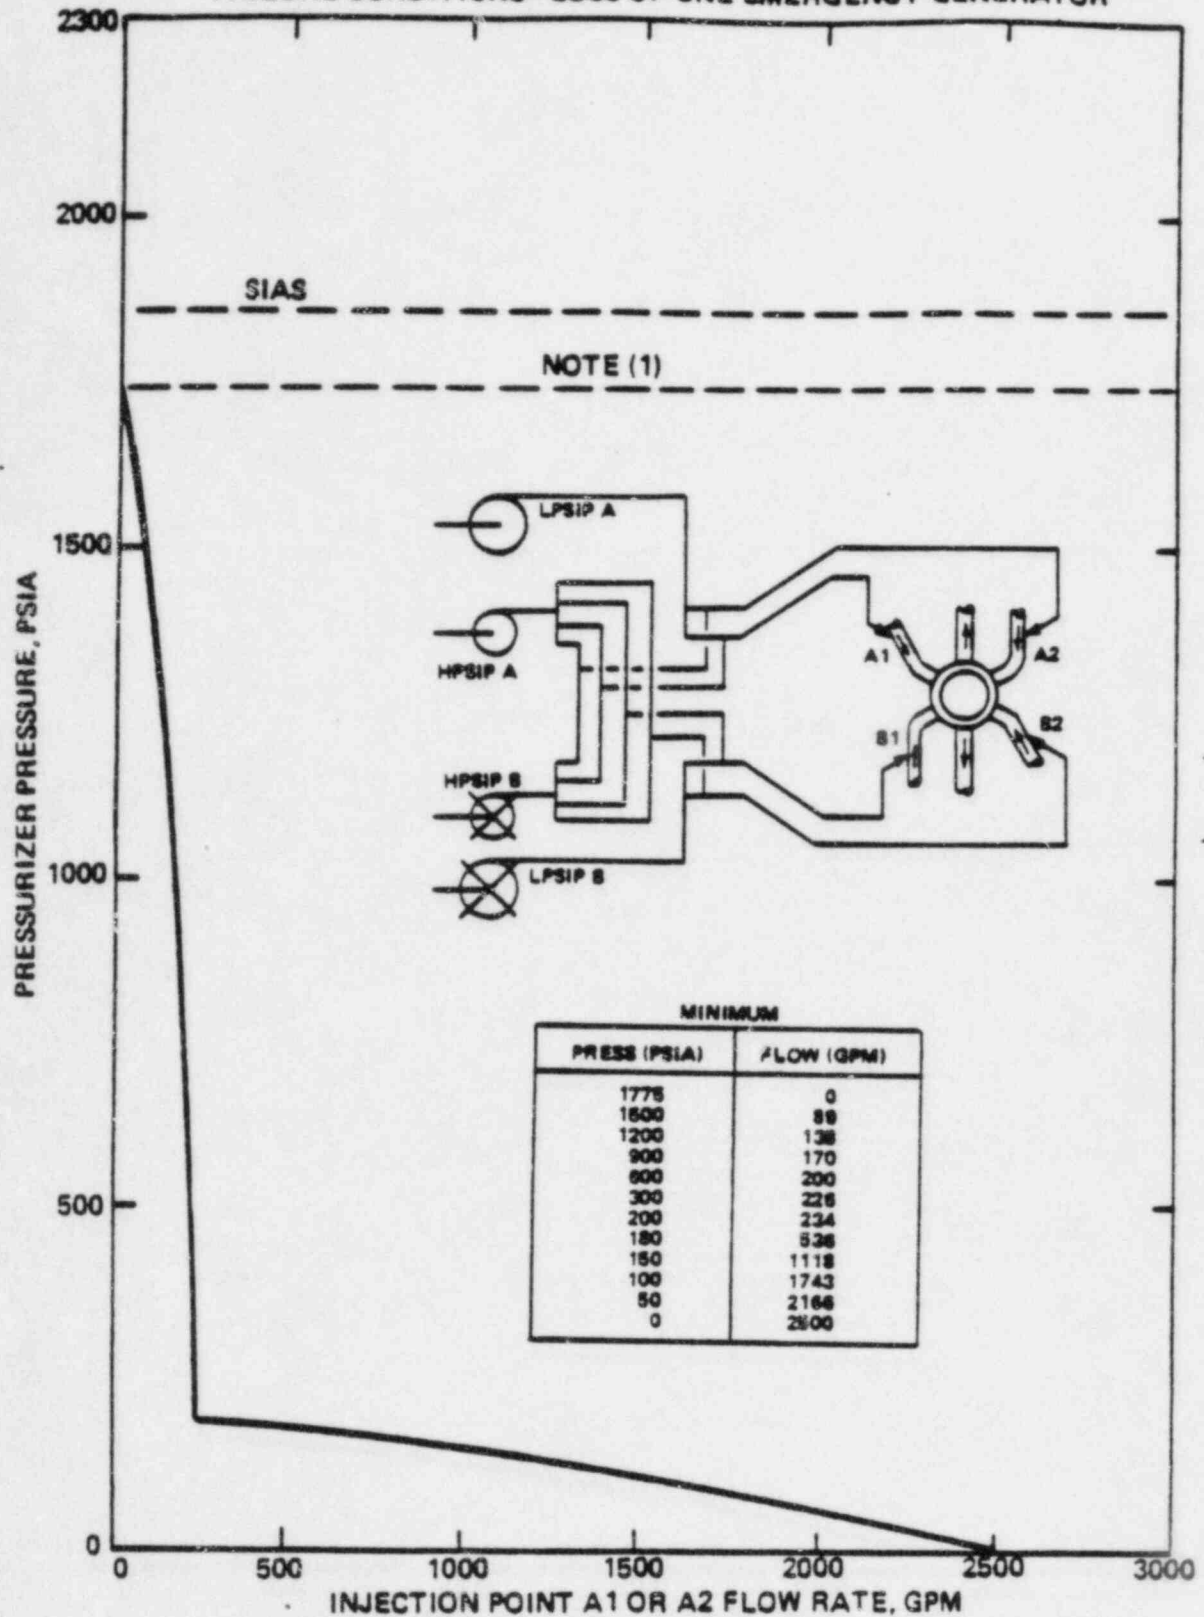 2300
2000
SIAS
NOTE (1)
1500
LPSIP A
HPSIP A
A1
A2
B1
B2
HPSIP B
1000
LPSIP B
PRESSURIZER PRESSURE, PSIA
MINIMUM
PRESS (PSIA) FLOW (GPM)
1775 0
1500 89
1200 138
900 170
600 200
300 226
200 234
180 536
150 1118
100 1743
50 2166
0 2500
500
0
0 500 1000 1500 2000 2500 3000
INJECTION POINT A1 OR A2 FLOW RATE, GPM